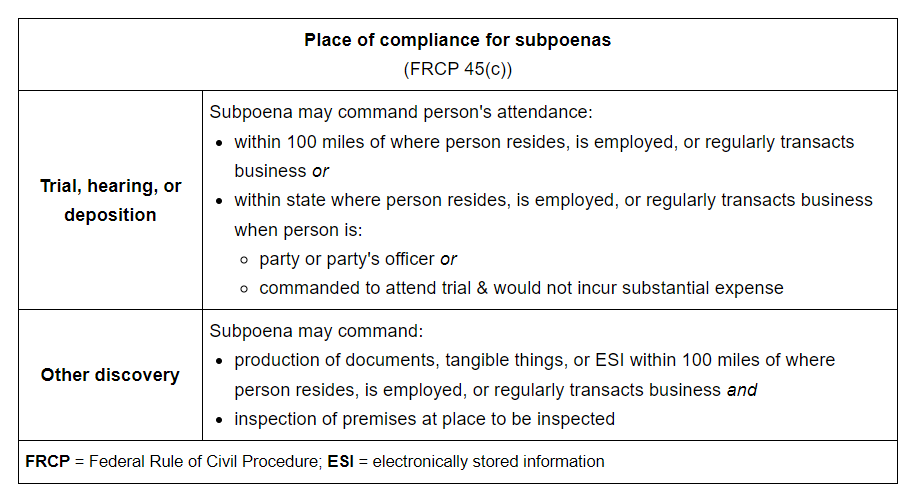 Place of compliance for subpoenas
(FRCP 45(c))
Trial, hearing, or
deposition
Subpoena may command person's attendance:
• within 100 miles of where person resides, is employed, or regularly transacts
business or
• within state where person resides, is employed, or regularly transacts business
when person is:
○ party or party's officer or
○ commanded to attend trial & would not incur substantial expense
Other discovery
Subpoena may command:
• production of documents, tangible things, or ESI within 100 miles of where
person resides, is employed, or regularly transacts business and
• inspection of premises at place to be inspected
FRCP = Federal Rule of Civil Procedure; ESI = electronically stored information